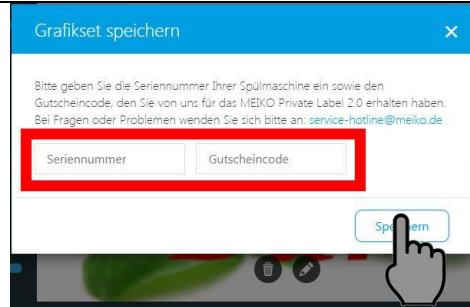 Grafikset speichern
Bitte geben Sie die Seriennummer Ihrer Spülmaschine ein sowie den
Gutscheincode, den Sie von uns für das MEIKO Private Label 2.0 erhalten haben.
Bei Fragen oder Problemen wenden Sie sich bitte an: service-hotline@meiko.de
Seriennummer
Gutscheincode